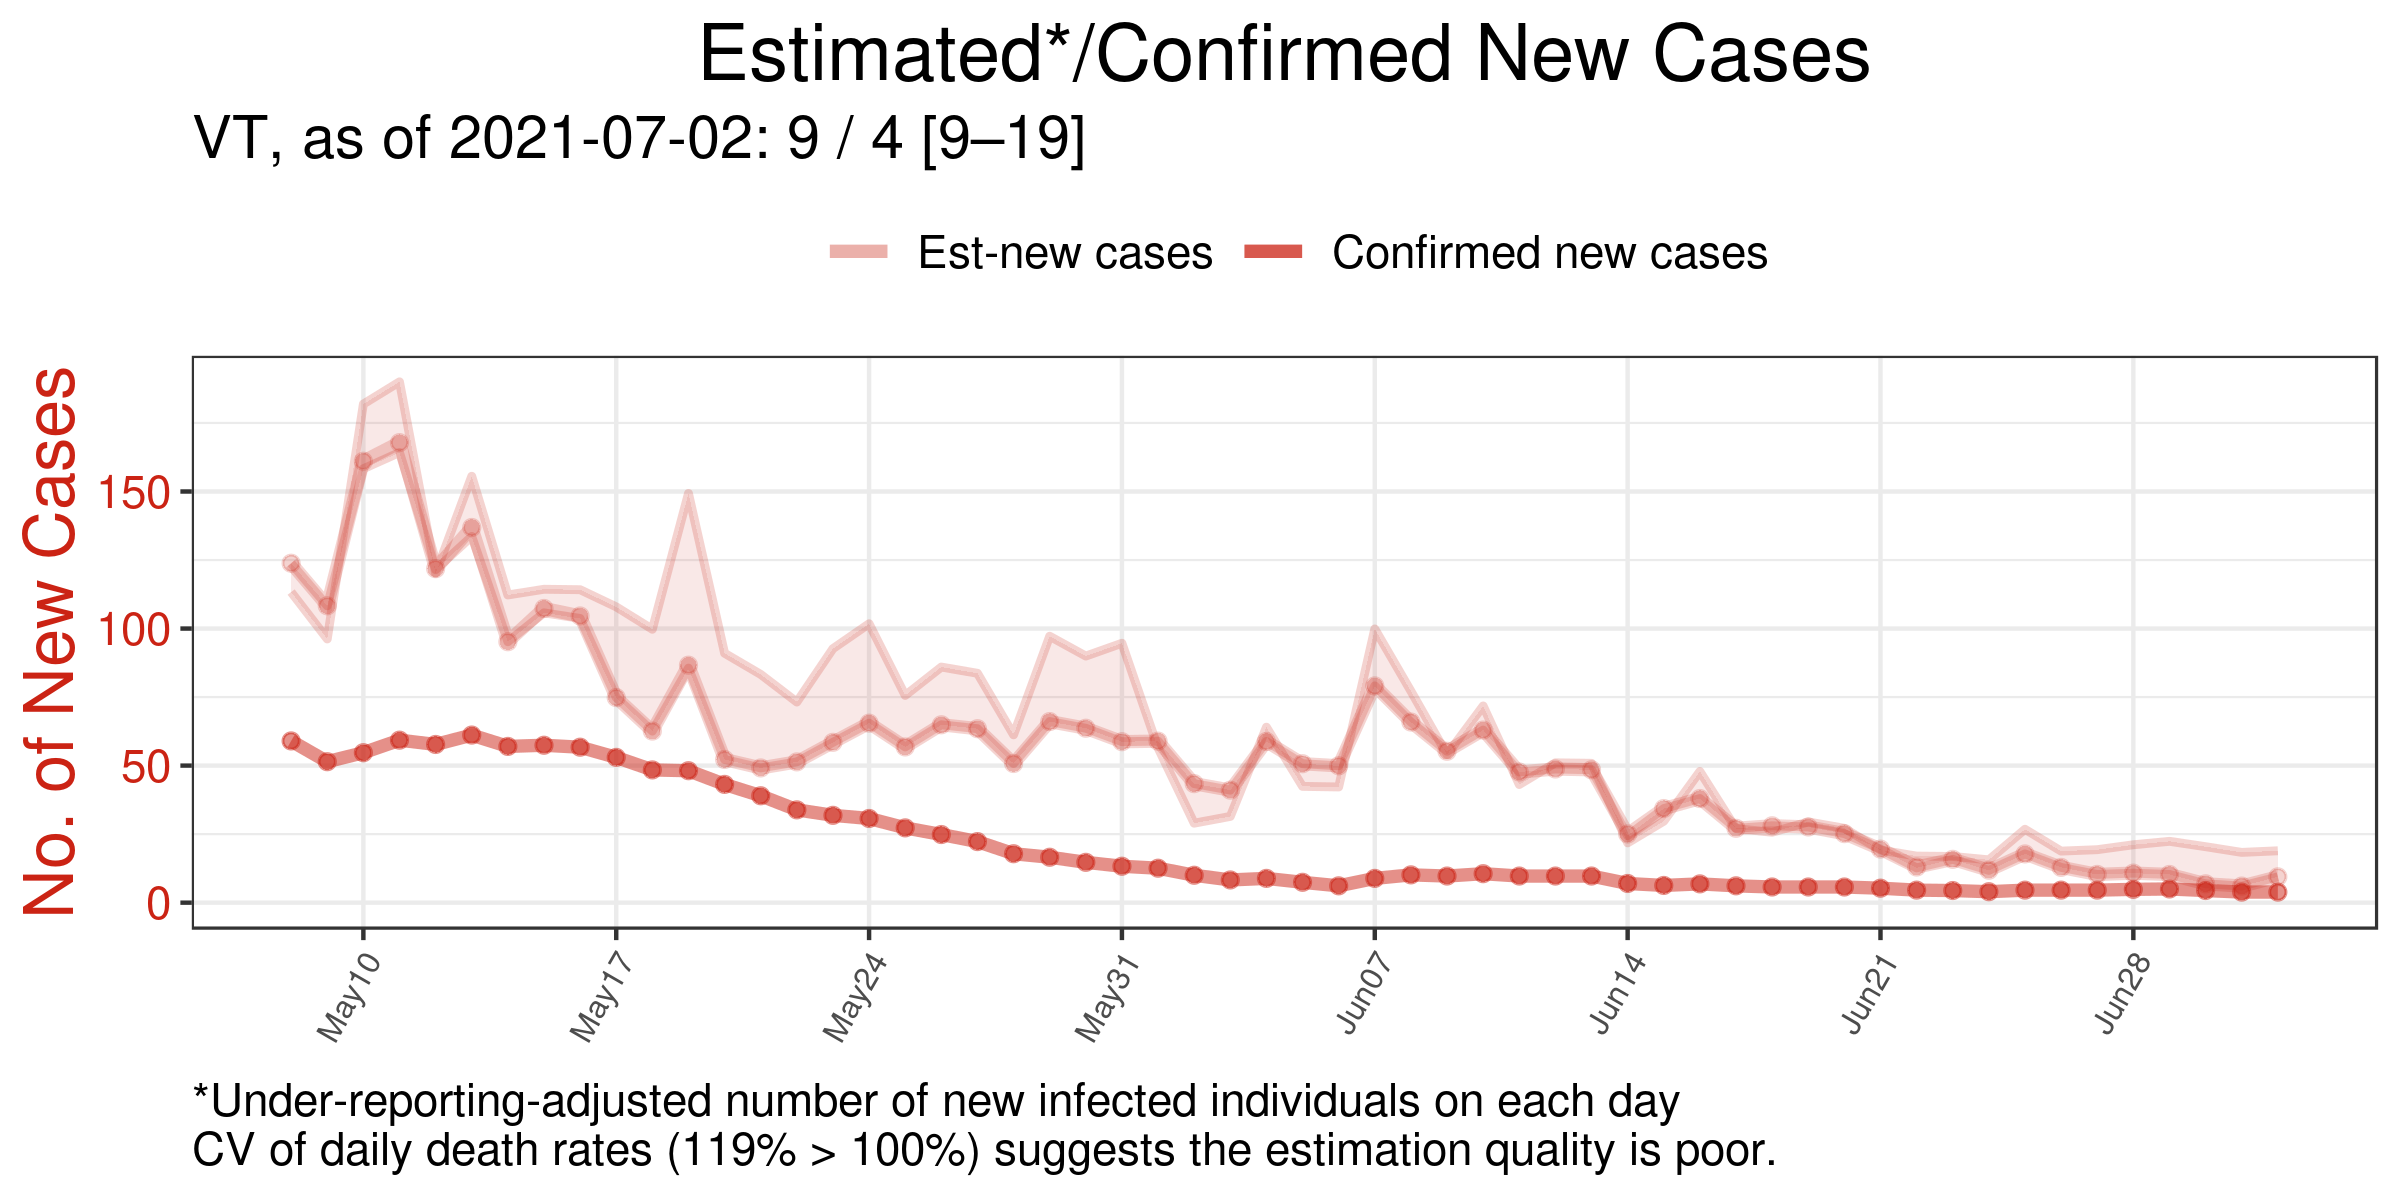 Estimated*/Confirmed New Cases
VT, as of 2021-07-02: 9 / 4 [9–19]
Est-new cases
Confirmed new cases
No. of New Cases
150
100
50
0
May10
May17
May24
May31
Jun07
Jun14
Jun21
Jun28
*Under-reporting-adjusted number of new infected individuals on each day
CV of daily death rates (119% > 100%) suggests the estimation quality is poor.